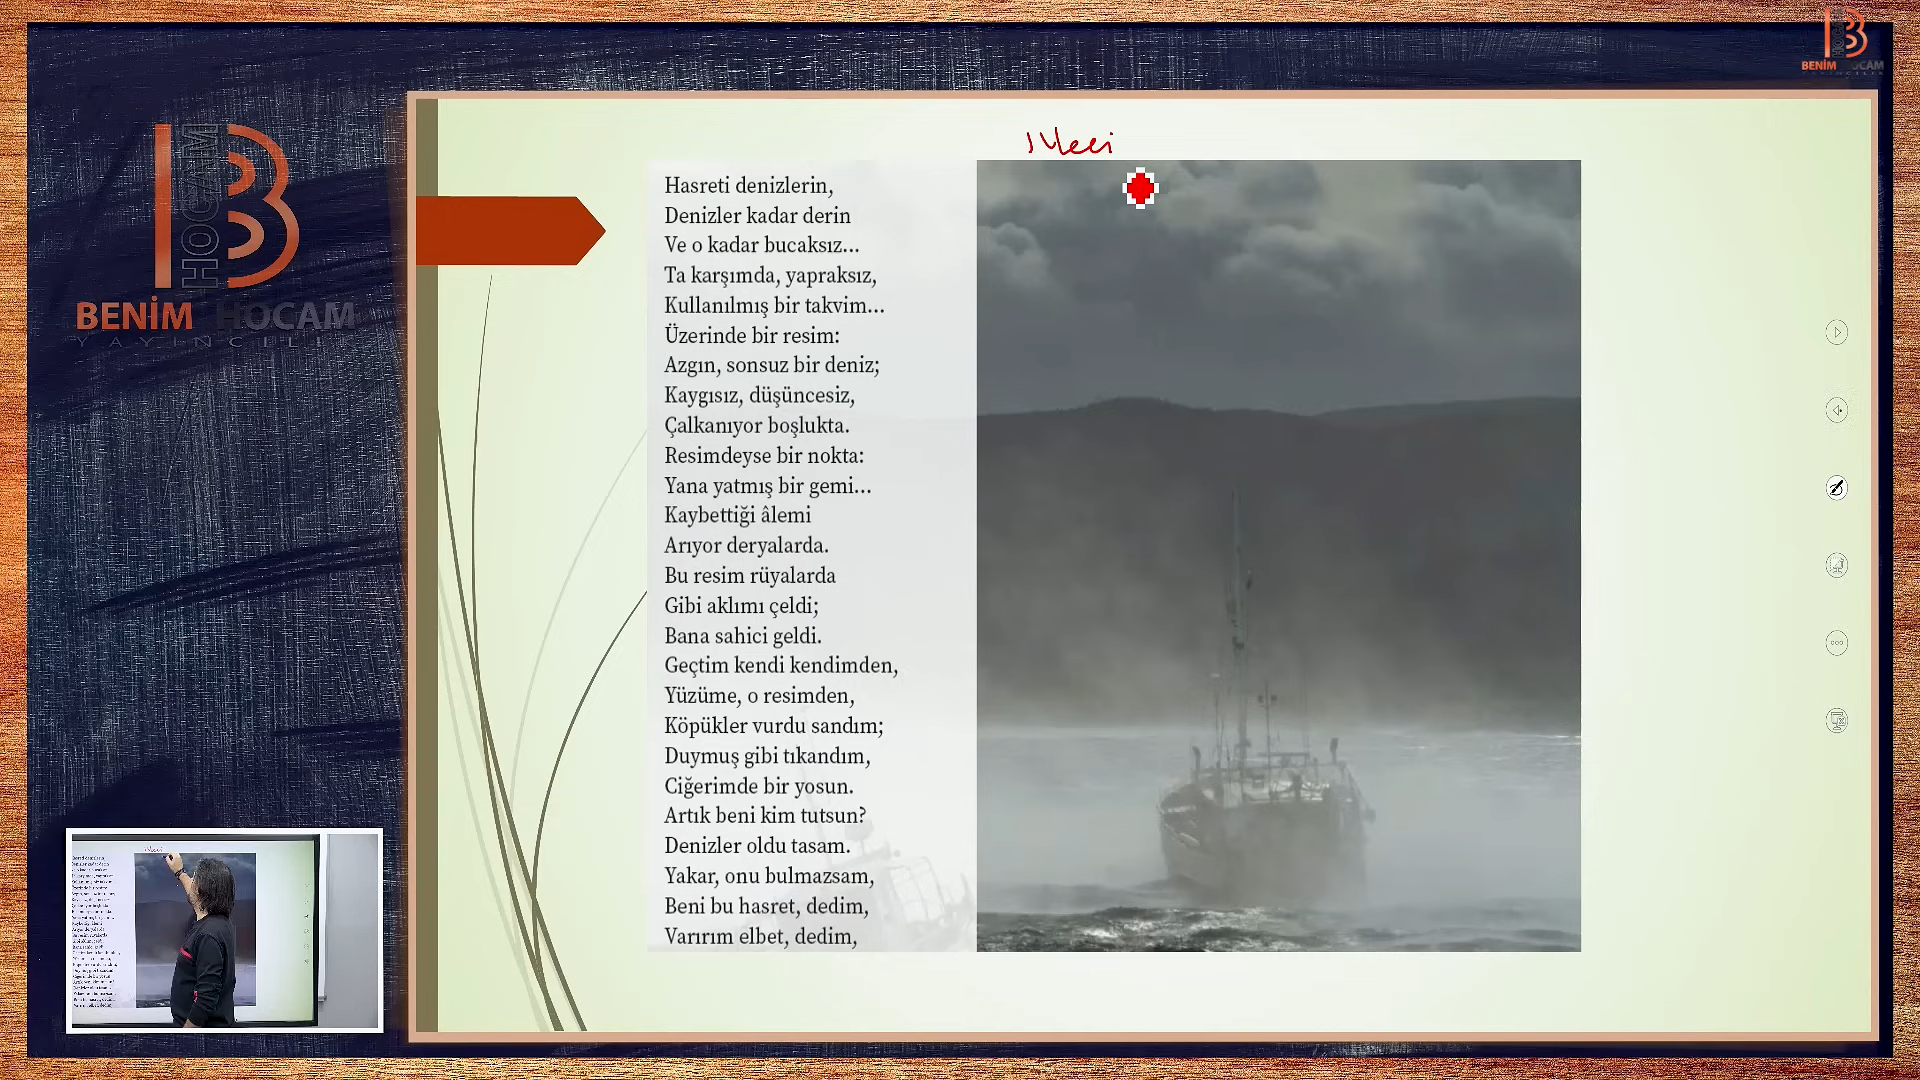 BENİM HOCAM
YAYINCILIK
BENİM HOCAM
YAYINCILIK
Hasreti denizlerin,
Denizler kadar derin
Ve o kadar bucaksız...
Ta karşımda, yapraksız,
Kullanılmış bir takvim...
Üzerinde bir resim:
Azgın, sonsuz bir deniz;
Kaygısız, düşüncesiz,
Çalkanıyor boşlukta.
Resimdeyse bir nokta:
Yana yatmış bir gemi...
Kaybettiği âlemi
Arıyor deryalarda.
Bu resim rüyalarda
Gibi aklımı çeldi;
Bana sahici geldi.
Geçtim kendi kendimden,
Yüzüme, o resimden,
Köpükler vurdu sandım;
Duymuş gibi tıkandım,
Ciğerimde bir yosun.
Artık beni kim tutsun?
Denizler oldu tasam.
Yakar, onu bulmazsam,
Beni bu hasret, dedim,
Varırım elbet, dedim,